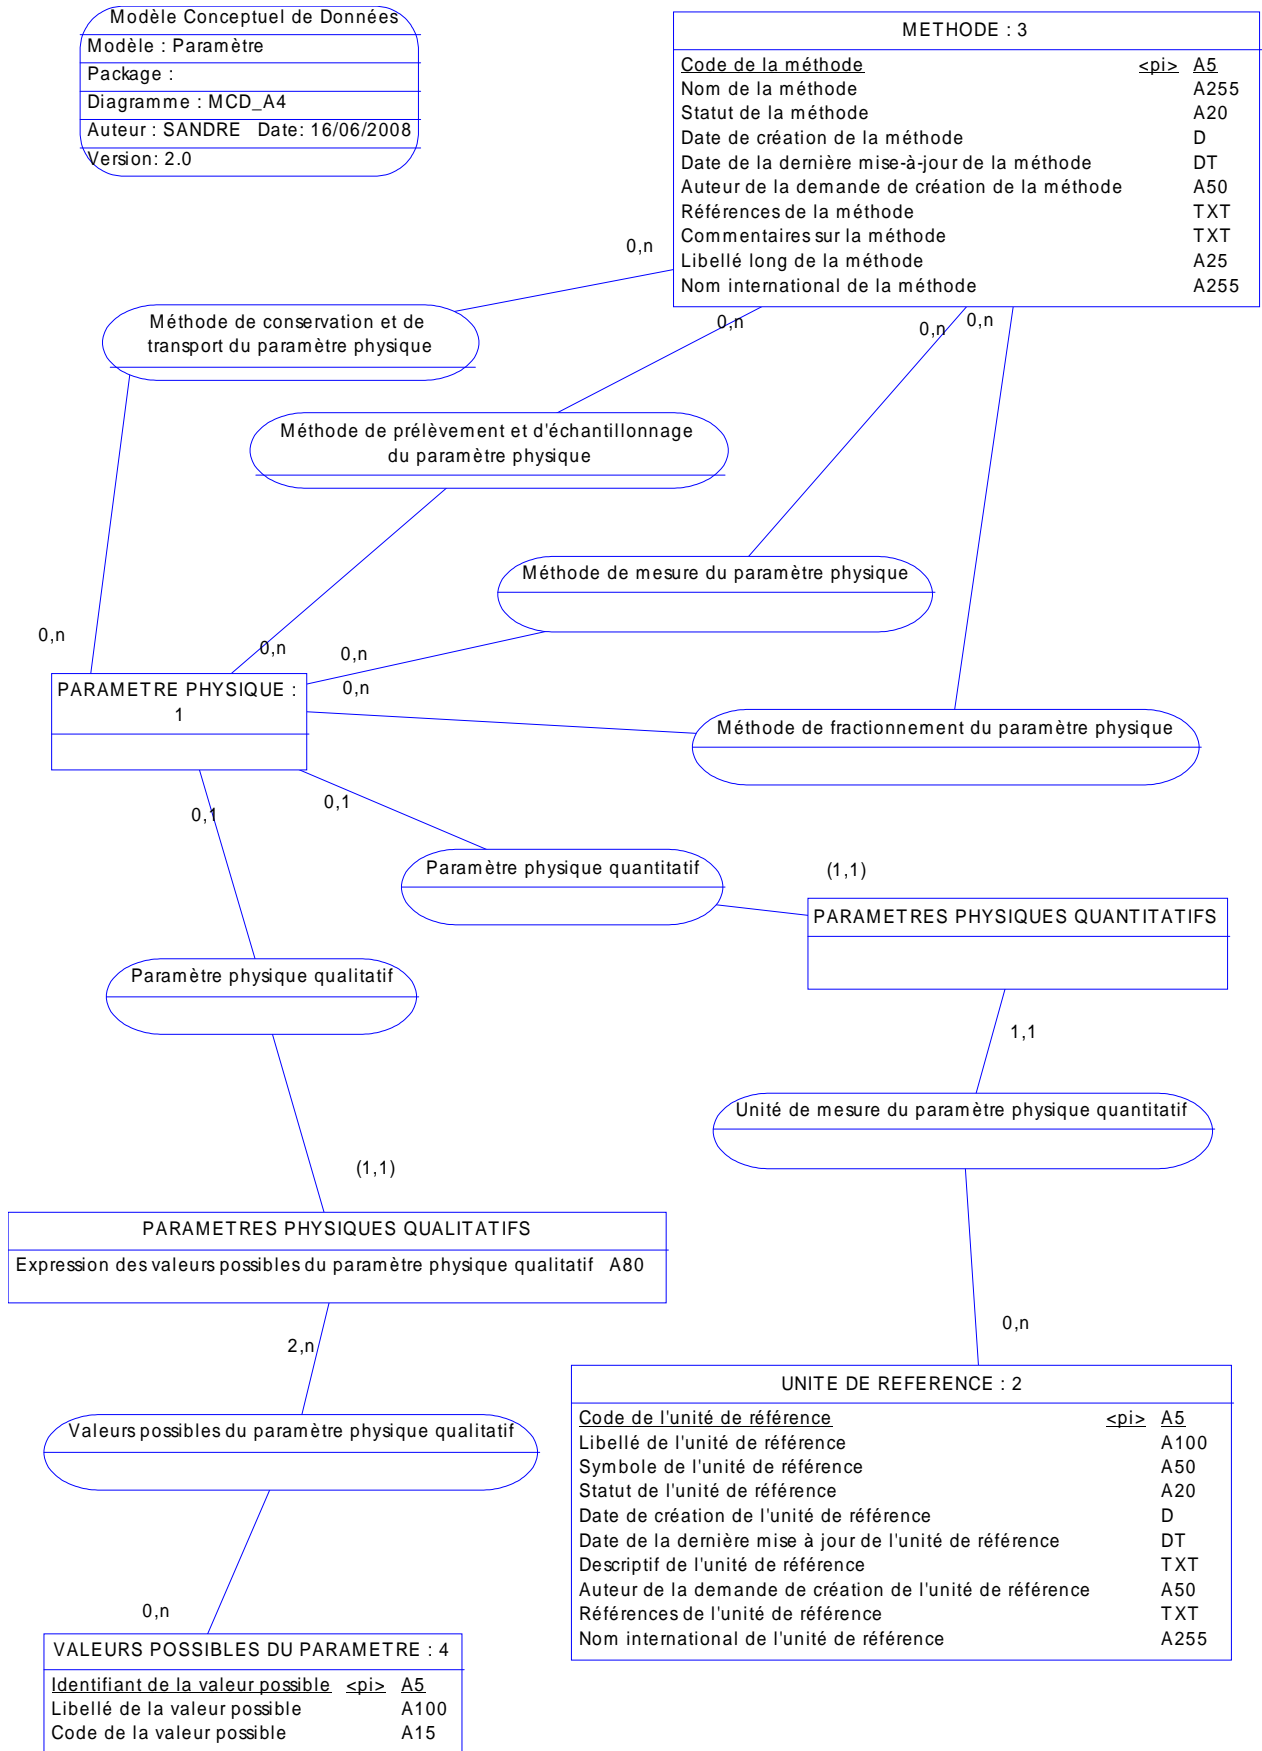 Modèle Conceptuel de Données
Modèle : Paramètre
Package :
Diagramme : MCD_A4
Auteur : SANDRE Date: 16/06/2008
Version: 2.0
METHODE : 3
Code de la méthode <pi> A5
Nom de la méthode A255
Statut de la méthode A20
Date de création de la méthode D
Date de la dernière mise-à-jour de la méthode DT
Auteur de la demande de création de la méthode A50
Références de la méthode TXT
Commentaires sur la méthode TXT
Libellé long de la méthode A25
Nom international de la méthode A255
0,n
0,n
0,n
0,n
Méthode de conservation et de
transport du paramètre physique
Méthode de prélèvement et d'échantillonnage
du paramètre physique
Méthode de mesure du paramètre physique
0,n
0,n
0,n
0,n
PARAMETRE PHYSIQUE :
1
Méthode de fractionnement du paramètre physique
0,1
0,1
Paramètre physique quantitatif
(1,1)
PARAMETRES PHYSIQUES QUANTITATIFS
Paramètre physique qualitatif
1,1
Unité de mesure du paramètre physique quantitatif
(1,1)
PARAMETRES PHYSIQUES QUALITATIFS
Expression des valeurs possibles du paramètre physique qualitatif A80
2,n
0,n
Valeurs possibles du paramètre physique qualitatif
UNITE DE REFERENCE : 2
Code de l'unité de référence <pi> A5
Libellé de l'unité de référence A100
Symbole de l'unité de référence A50
Statut de l'unité de référence A20
Date de création de l'unité de référence D
Date de la dernière mise à jour de l'unité de référence DT
Descriptif de l'unité de référence TXT
Auteur de la demande de création de l'unité de référence A50
Références de l'unité de référence TXT
Nom international de l'unité de référence A255
0,n
VALEURS POSSIBLES DU PARAMETRE : 4
Identifiant de la valeur possible <pi> A5
Libellé de la valeur possible A100
Code de la valeur possible A15